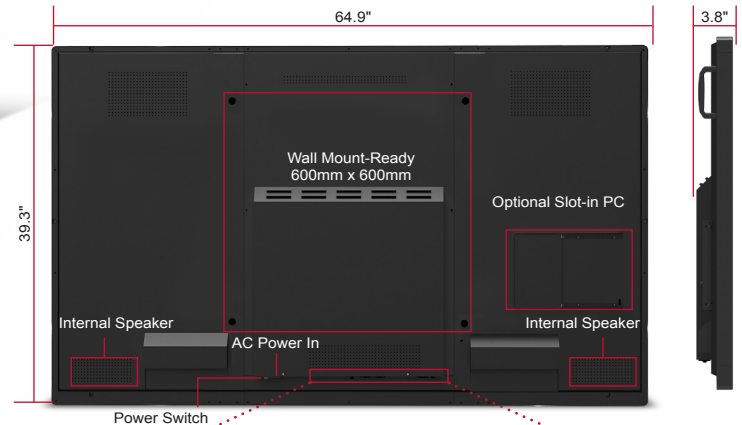 64.9"
3.8"
39.3"
Wall Mount-Ready
600mm x 600mm
Optional Slot-in PC
Internal Speaker
Internal Speaker
AC Power In
Power Switch